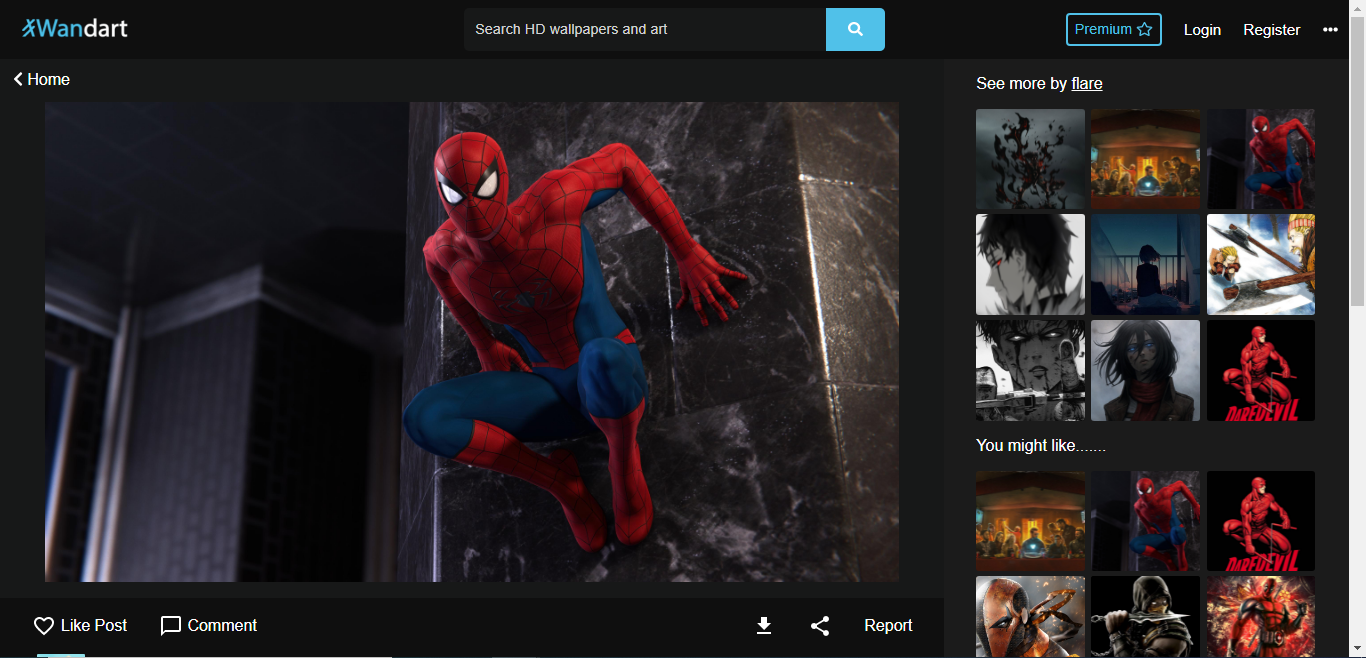 Wandart
Search HD wallpapers and art
Premium
Login
Register
Home
See more by flare
DAREDEVIL
You might like.......
DAREDEVIL
Like Post
Comment
Report